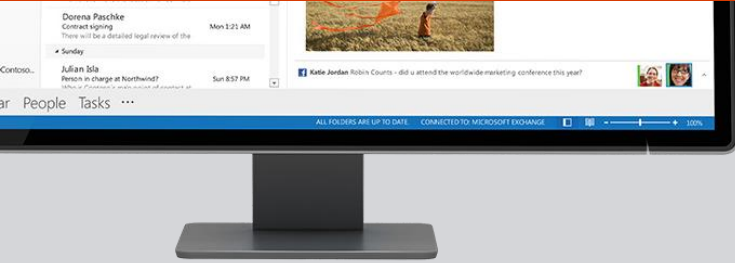 Dorena Paschke
Contract signing Mon 1:21 AM
There will be a detailed legal review of the
Sunday
Contoso...
Julian Isla
Person in charge at Northwind? Sun 8:57 PM
Katie Jordan Robin Counts - did u attend the worldwide marketing conference this year?
ar People Tasks ···
ALL FOLDERS ARE UP TO DATE CONNECTED TO: MICROSOFT EXCHANGE 100%